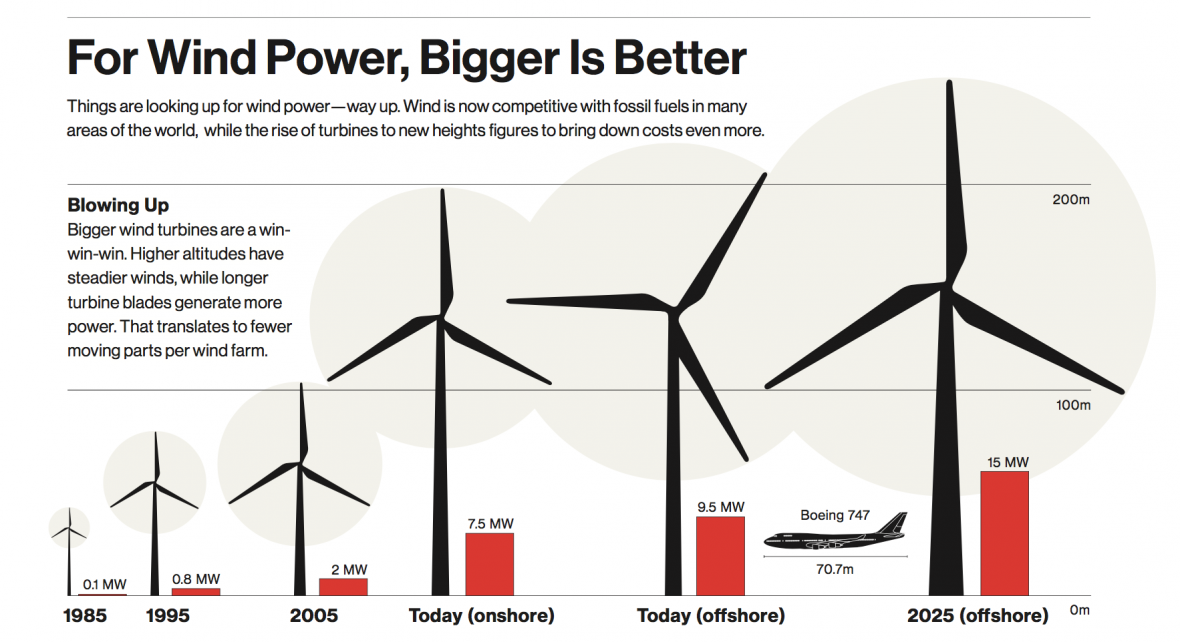 For Wind Power, Bigger Is Better
Things are looking up for wind power—way up. Wind is now competitive with fossil fuels in many
areas of the world, while the rise of turbines to new heights figures to bring down costs even more.
200m
Blowing Up
Bigger wind turbines are a win-
win-win. Higher altitudes have
steadier winds, while longer
turbine blades generate more
power. That translates to fewer
moving parts per wind farm.
100m
15 MW
9.5 MW
Boeing 747
7.5 MW
70.7m
2 MW
0.8 MW
0.1 MW
1985 1995 2005 Today (onshore) Today (offshore) 2025 (offshore) 0m